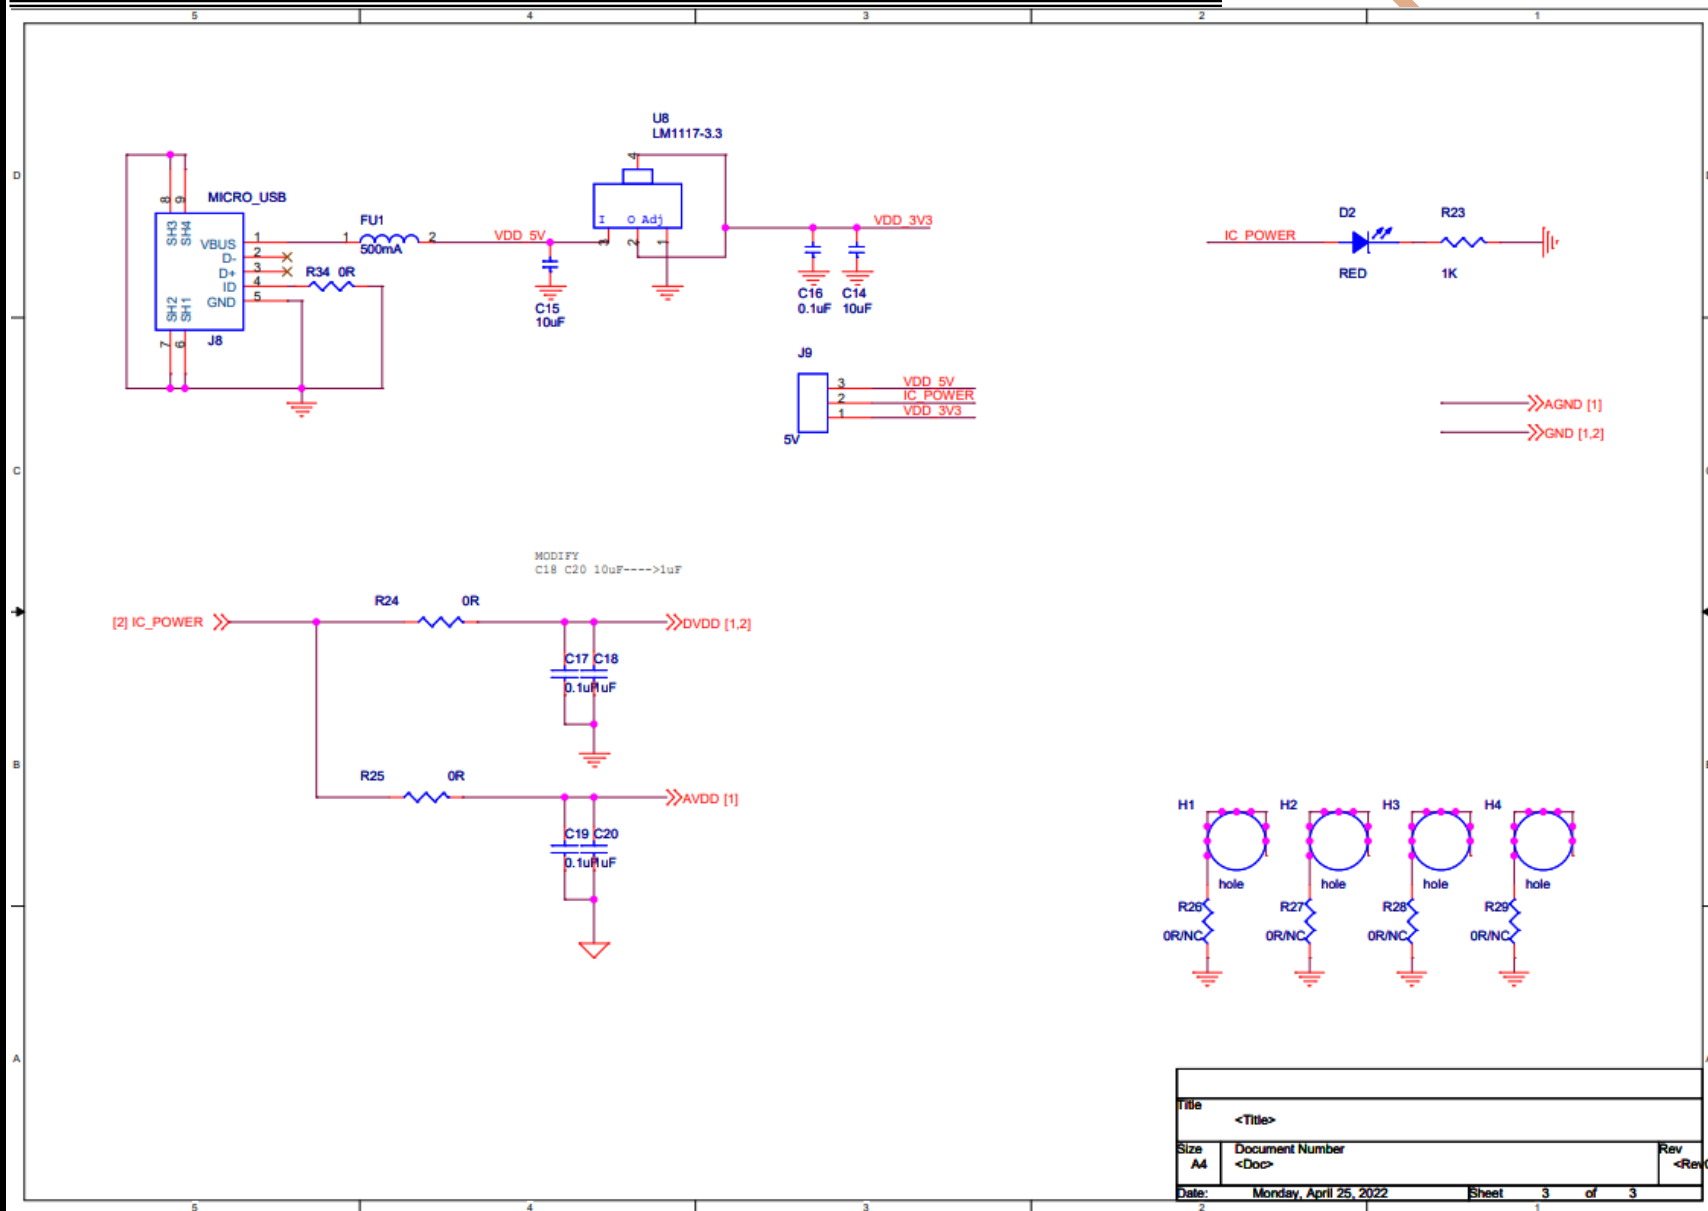 5 4 3 2 1
D
U8
LM1117-3.3
4
I O Adj
3 2 1
MICRO_USB
8 9
SH3 SH4
VBUS 1
D- 2
D+ 3
ID 4
GND 5
SH2 SH1
7 6
J8
FU1
1 2
500mA
R34 0R
VDD_5V
C15
10uF
VDD_3V3
C16 C14
0.1uF 10uF
D2 R23
IC_POWER
RED 1K
J9
3 VDD_5V
2 IC_POWER
1 VDD_3V3
5V
AGND [1]
GND [1,2]
C
MODIFY
C18 C20 10uF---->1uF
R24 0R
[2] IC_POWER
DVDD [1,2]
C17 C18
0.1uF 1uF
B
R25 0R
AVDD [1]
C19 C20
0.1uF 1uF
H1 H2 H3 H4
hole hole hole hole
R26 R27 R28 R29
0R/NC 0R/NC 0R/NC 0R/NC
A
Title
<Title>
Size Document Number Rev
A4 <Doc>
Date: Monday, April 25, 2022 Sheet 3 of 3
5 4 3 2 1